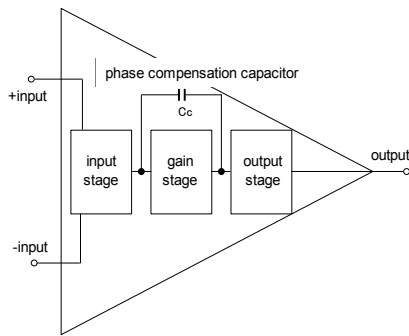 phase compensation capacitor
+input
Cc
input
stage
gain
stage
output
stage
output
-input